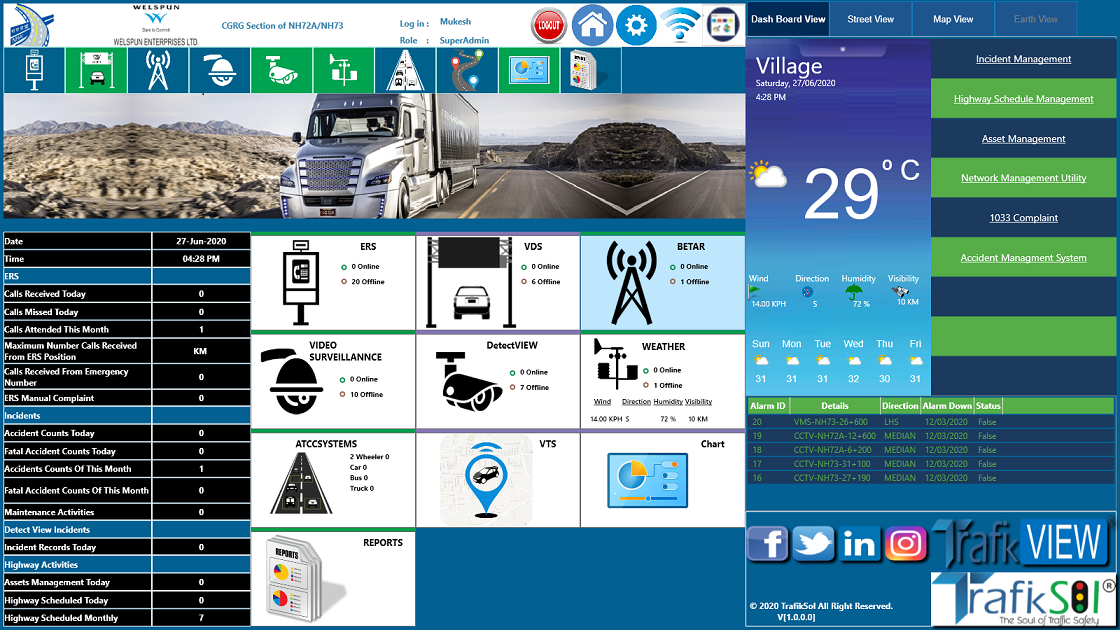 WELSPUN
Dare to Commit
WELSPUN ENTERPRISES LTD.
CGRG Section of NH72A/NH73
Log in : Mukesh
Role : SuperAdmin
LOGOUT
Dash Board View
Street View
Map View
Earth View
Village
Saturday, 27/06/2020
4:28 PM
29° C
Wind Direction Humidity Visibility
14.00 KPH S 72 % 10 KM
Sun Mon Tue Wed Thu Fri
31 31 31 32 30 31
Incident Management
Highway Schedule Management
Asset Management
Network Management Utility
1033 Complaint
Accident Managment System
Date 27-Jun-2020
Time 04:28 PM
ERS
Calls Received Today 0
Calls Missed Today 0
Calls Attended This Month 1
Maximum Number Calls Received
From ERS Position KM
Calls Received From Emergency
Number 0
ERS Manual Complaint 0
Incidents
Accident Counts Today 0
Fatal Accident Counts Today 0
Accidents Counts Of This Month 1
Fatal Accident Counts Of This Month 0
Maintenance Activities 0
Detect View Incidents
Incident Records Today 0
Highway Activities
Assets Management Today 0
Highway Scheduled Today 0
Highway Scheduled Monthly 7
ERS
0 Online
20 Offline
VDS
0 Online
6 Offline
BETAR
0 Online
1 Offline
VIDEO
SURVEILLANNCE
0 Online
10 Offline
DetectVIEW
0 Online
7 Offline
WEATHER
0 Online
1 Offline
Wind Direction Humidity Visibility
14.00 KPH S 72 % 10 KM
ATCCSYSTEMS
2 Wheeler 0
Car 0
Bus 0
Truck 0
VTS
Chart
REPORTS
REPORTS
Alarm ID Details Direction Alarm Down Status
20 VMS-NH73-26+600 LHS 12/03/2020 False
19 CCTV-NH72A-12+600 MEDIAN 12/03/2020 False
18 CCTV-NH72A-6+200 MEDIAN 12/03/2020 False
17 CCTV-NH73-31+100 MEDIAN 12/03/2020 False
16 CCTV-NH73-27+190 MEDIAN 12/03/2020 False
Trafik VIEW
© 2020 TrafikSol All Right Reserved.
V[1.0.0.0]
TrafikSol®
The Soul of Traffic Safety